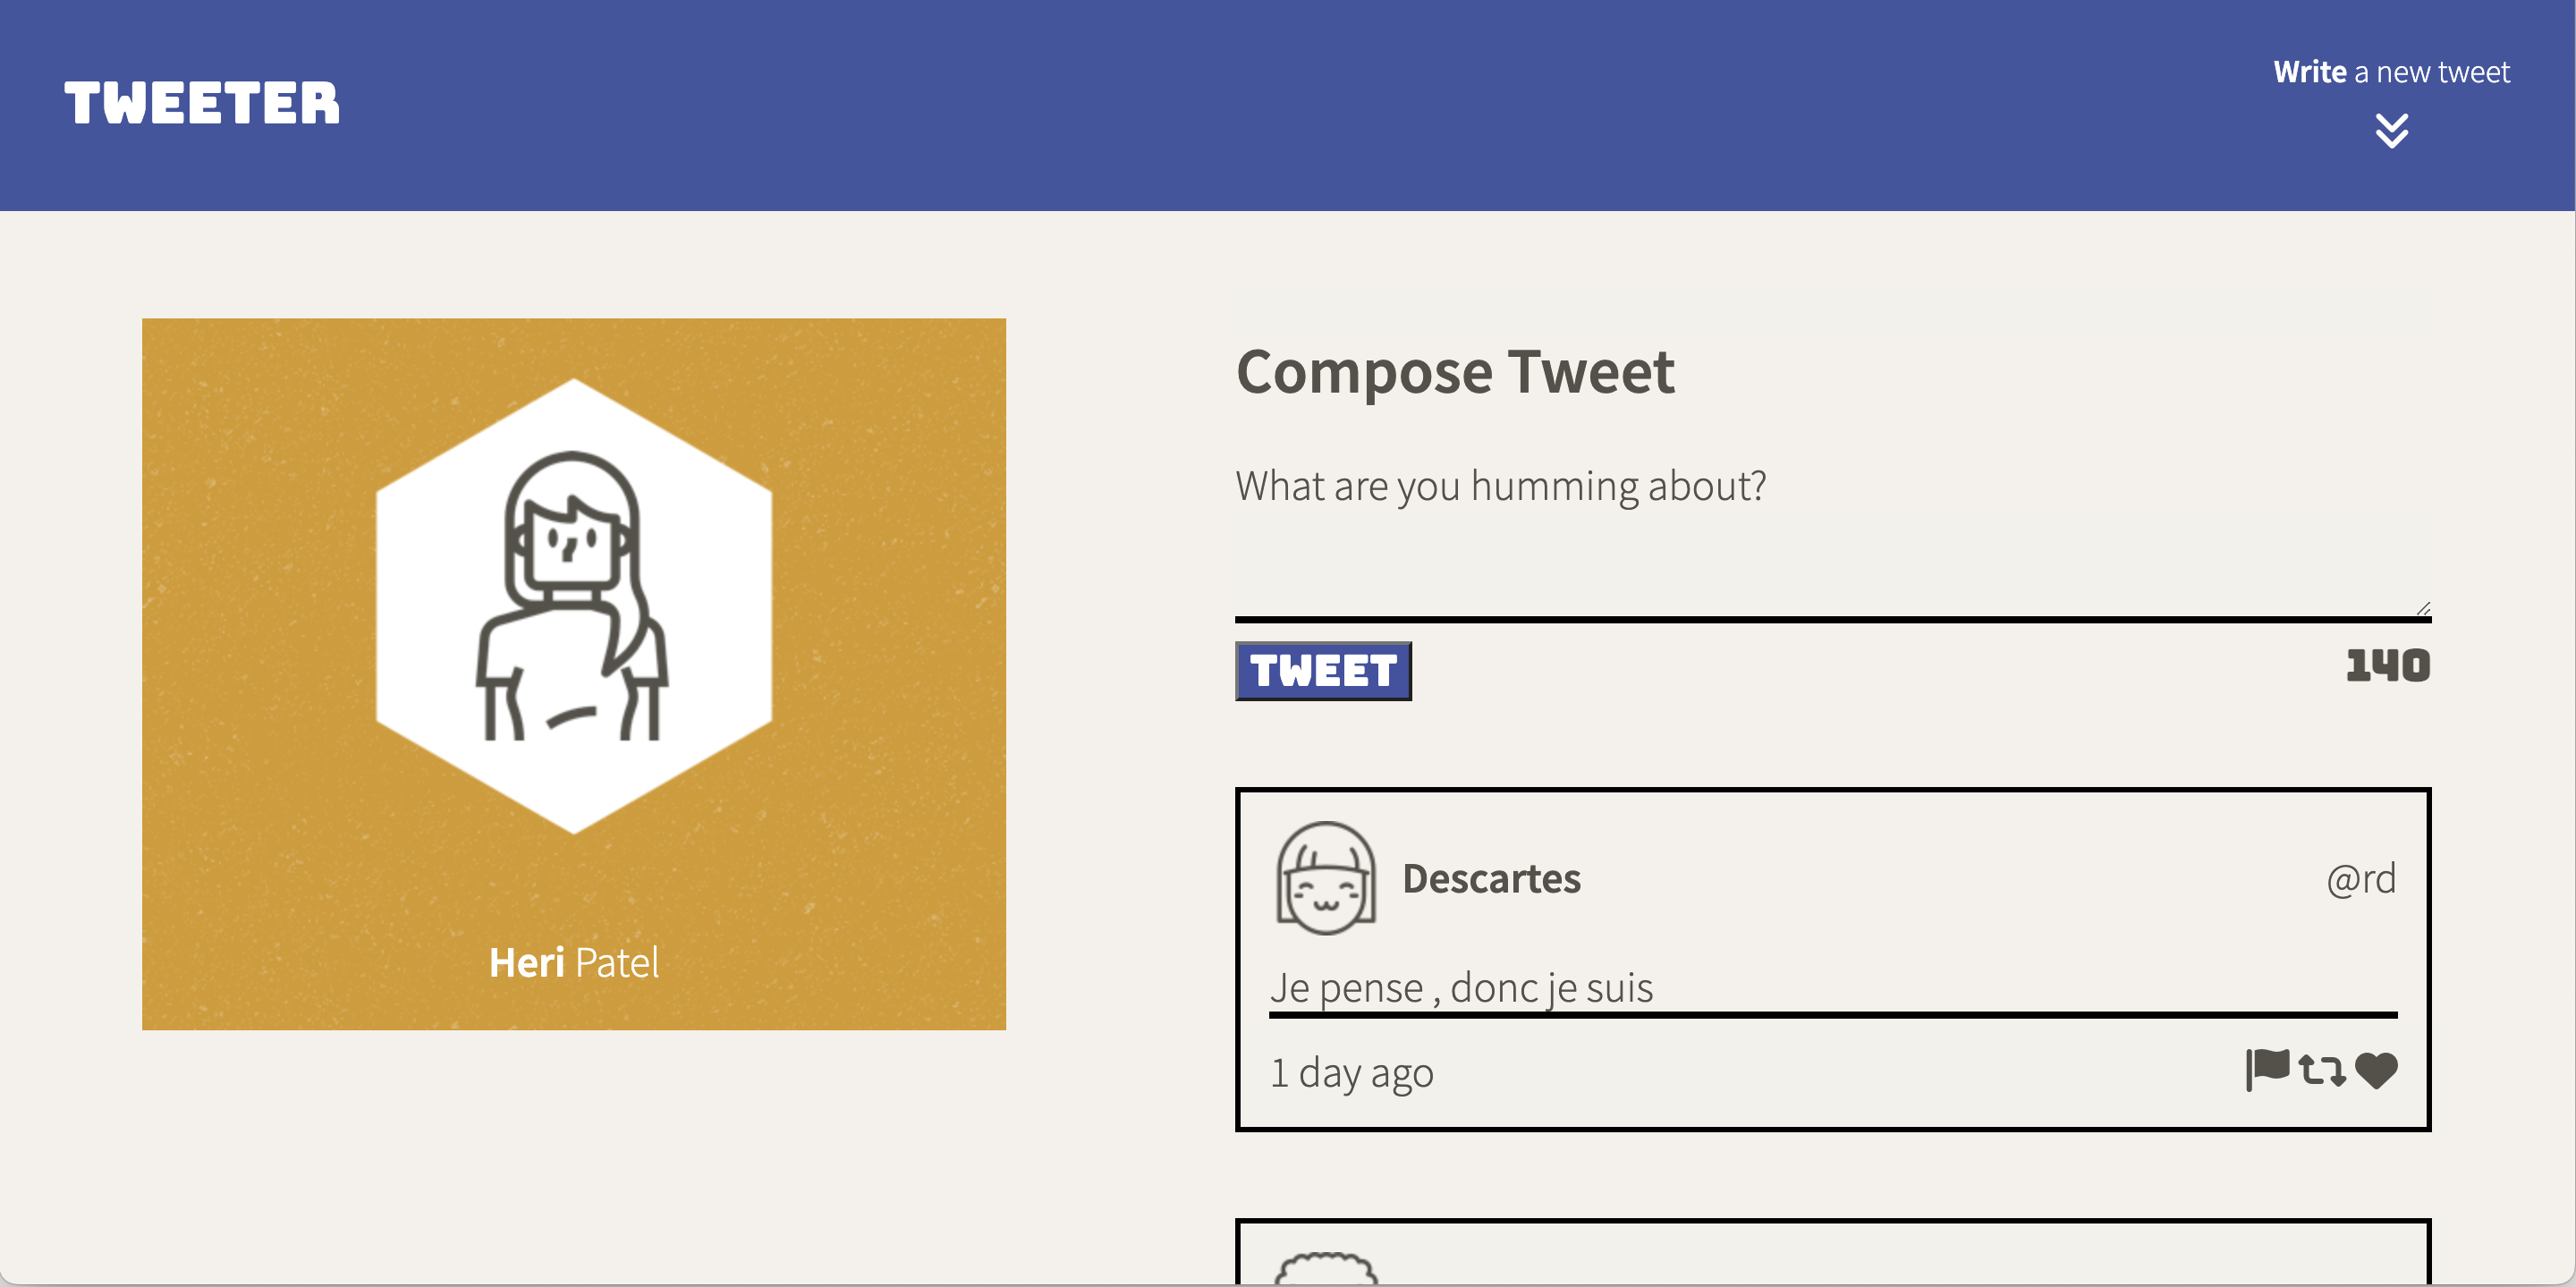 TWEETER
Write a new tweet
Heri Patel
Compose Tweet
What are you humming about?
TWEET
140
Descartes
@rd
Je pense , donc je suis
1 day ago